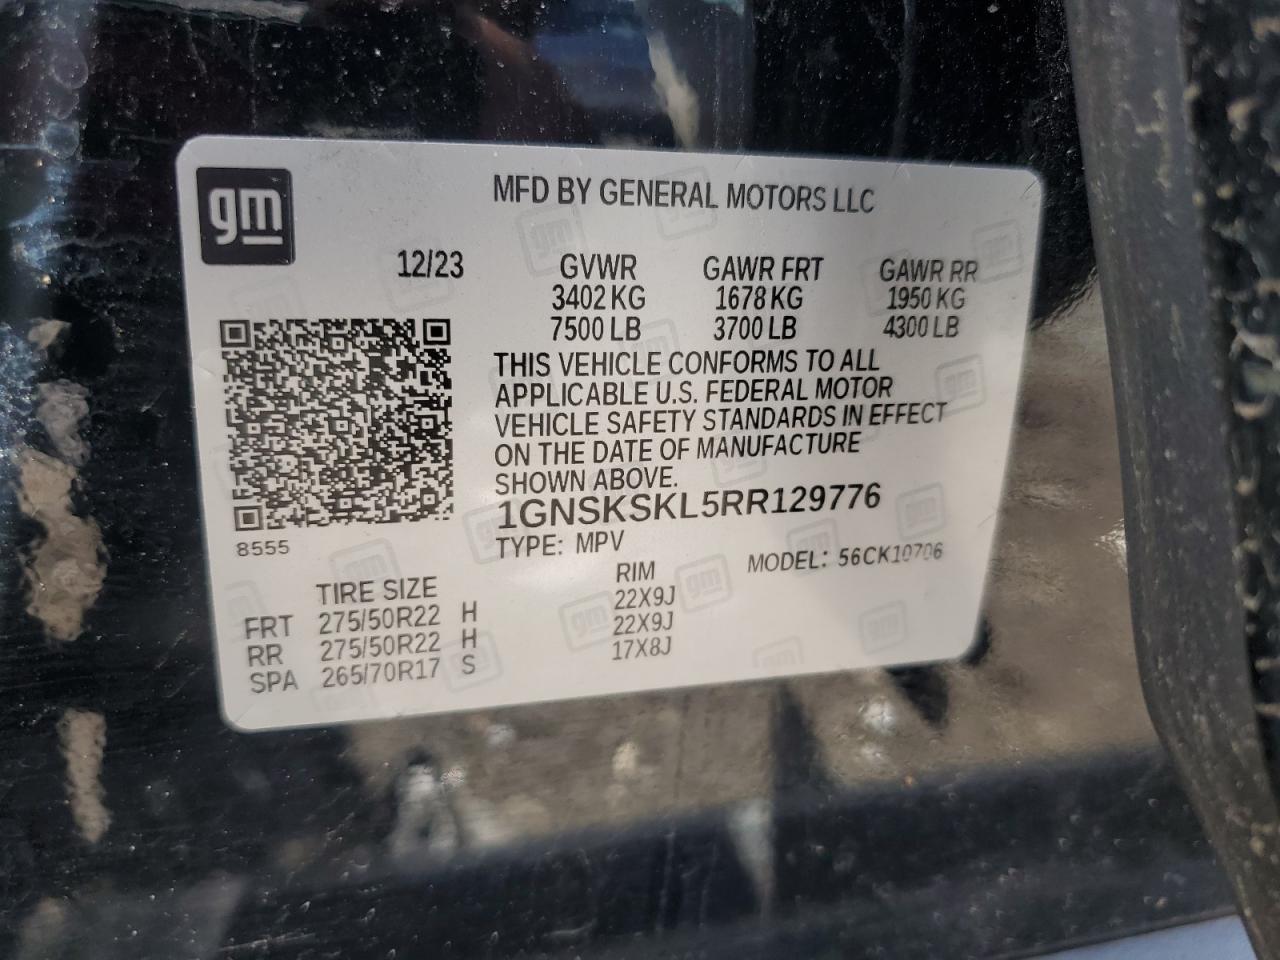 gm
MFD BY GENERAL MOTORS LLC
12/23 GVWR GAWR FRT GAWR RR
3402 KG 1678 KG 1950 KG
7500 LB 3700 LB 4300 LB
THIS VEHICLE CONFORMS TO ALL
APPLICABLE U.S. FEDERAL MOTOR
VEHICLE SAFETY STANDARDS IN EFFECT
ON THE DATE OF MANUFACTURE
SHOWN ABOVE.
1GNSKSKL5RR129776
8555
TYPE: MPV MODEL: 56CK10706
TIRE SIZE RIM
FRT 275/50R22 H 22X9J
RR 275/50R22 H 22X9J
SPA 265/70R17 S 17X8J